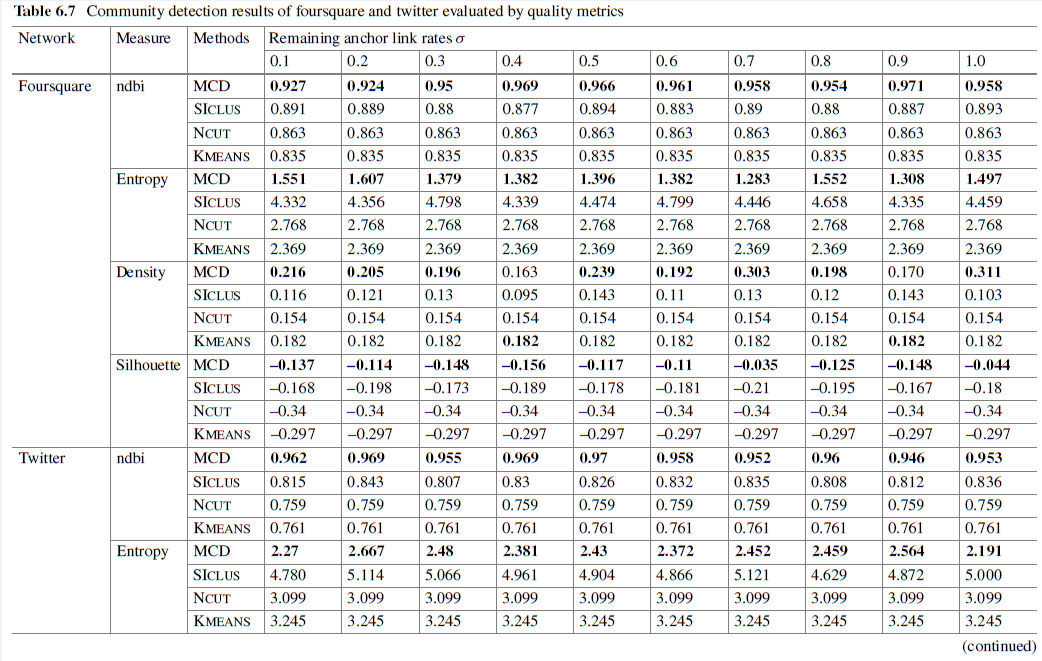 Table 6.7 Community detection results of foursquare and twitter evaluated by quality metrics
Network Measure Methods Remaining anchor link rates σ
0.1 0.2 0.3 0.4 0.5 0.6 0.7 0.8 0.9 1.0
Foursquare ndbi MCD 0.927 0.924 0.95 0.969 0.966 0.961 0.958 0.954 0.971 0.958
SICLUS 0.891 0.889 0.88 0.877 0.894 0.883 0.89 0.88 0.887 0.893
NCUT 0.863 0.863 0.863 0.863 0.863 0.863 0.863 0.863 0.863 0.863
KMEANS 0.835 0.835 0.835 0.835 0.835 0.835 0.835 0.835 0.835 0.835
Entropy MCD 1.551 1.607 1.379 1.382 1.396 1.382 1.283 1.552 1.308 1.497
SICLUS 4.332 4.356 4.798 4.339 4.474 4.799 4.446 4.658 4.335 4.459
NCUT 2.768 2.768 2.768 2.768 2.768 2.768 2.768 2.768 2.768 2.768
KMEANS 2.369 2.369 2.369 2.369 2.369 2.369 2.369 2.369 2.369 2.369
Density MCD 0.216 0.205 0.196 0.163 0.239 0.192 0.303 0.198 0.170 0.311
SICLUS 0.116 0.121 0.13 0.095 0.143 0.11 0.13 0.12 0.143 0.103
NCUT 0.154 0.154 0.154 0.154 0.154 0.154 0.154 0.154 0.154 0.154
KMEANS 0.182 0.182 0.182 0.182 0.182 0.182 0.182 0.182 0.182 0.182
Silhouette MCD –0.137 –0.114 –0.148 –0.156 –0.117 –0.11 –0.035 –0.125 –0.148 –0.044
SICLUS –0.168 –0.198 –0.173 –0.189 –0.178 –0.181 –0.21 –0.195 –0.167 –0.18
NCUT –0.34 –0.34 –0.34 –0.34 –0.34 –0.34 –0.34 –0.34 –0.34 –0.34
KMEANS –0.297 –0.297 –0.297 –0.297 –0.297 –0.297 –0.297 –0.297 –0.297 –0.297
Twitter ndbi MCD 0.962 0.969 0.955 0.969 0.97 0.958 0.952 0.96 0.946 0.953
SICLUS 0.815 0.843 0.807 0.83 0.826 0.832 0.835 0.808 0.812 0.836
NCUT 0.759 0.759 0.759 0.759 0.759 0.759 0.759 0.759 0.759 0.759
KMEANS 0.761 0.761 0.761 0.761 0.761 0.761 0.761 0.761 0.761 0.761
Entropy MCD 2.27 2.667 2.48 2.381 2.43 2.372 2.452 2.459 2.564 2.191
SICLUS 4.780 5.114 5.066 4.961 4.904 4.866 5.121 4.629 4.872 5.000
NCUT 3.099 3.099 3.099 3.099 3.099 3.099 3.099 3.099 3.099 3.099
KMEANS 3.245 3.245 3.245 3.245 3.245 3.245 3.245 3.245 3.245 3.245
(continued)